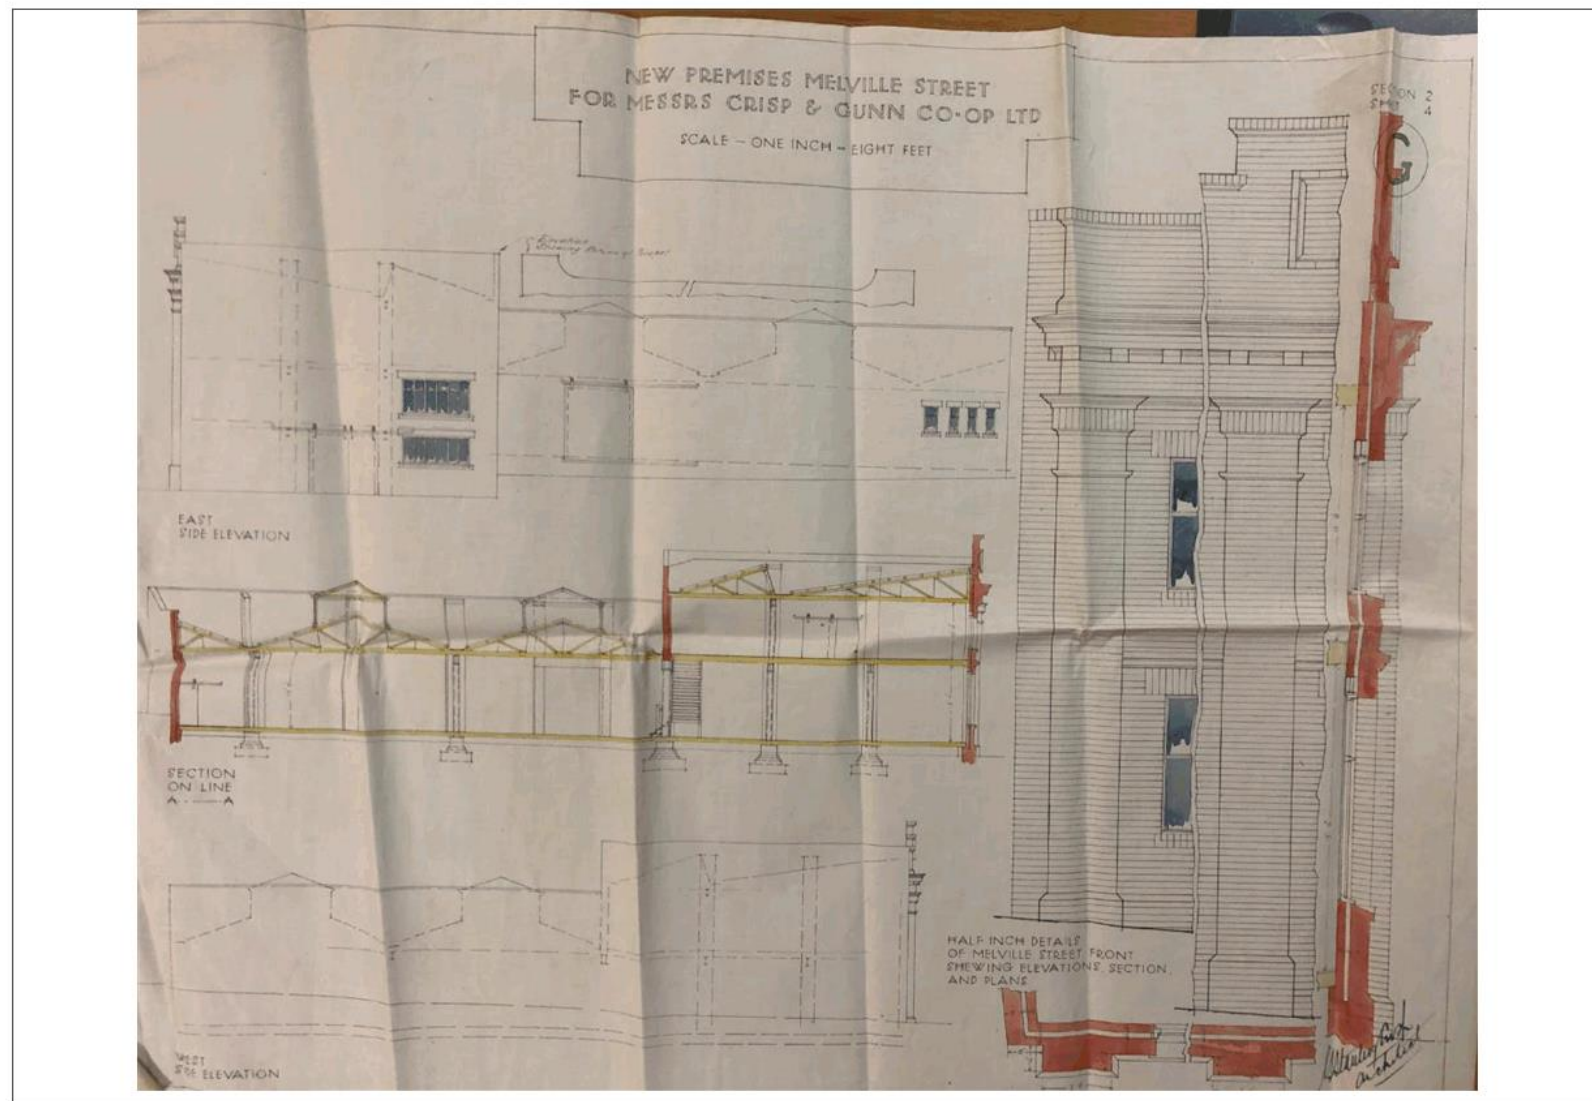 NEW PREMISES MELVILLE STREET
FOR MESSRS CRISP & GUNN CO-OP LTD
SCALE - ONE INCH - EIGHT FEET
2
4
G
EAST
SIDE ELEVATION
SECTION
ON LINE
A - — A
WEST
SIDE ELEVATION
HALF INCH DETAILS
OF MELVILLE STREET FRONT
SHEWING ELEVATIONS, SECTION,
AND PLANS
Architect